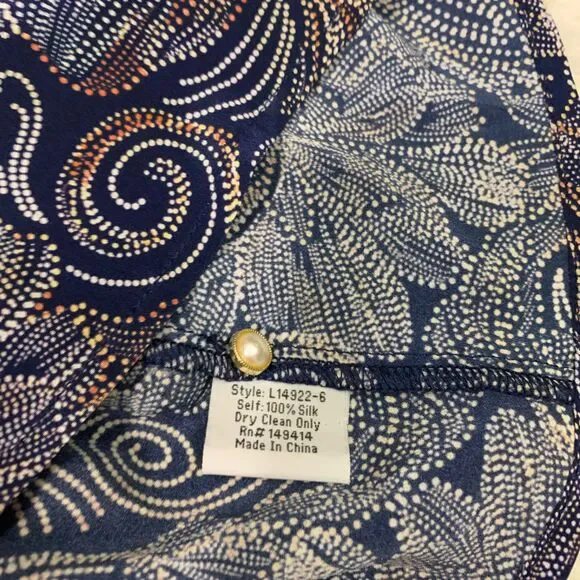 Style: L14922-6
Self: 100% Silk
Dry Clean Only
Rn# 149414
Made In China